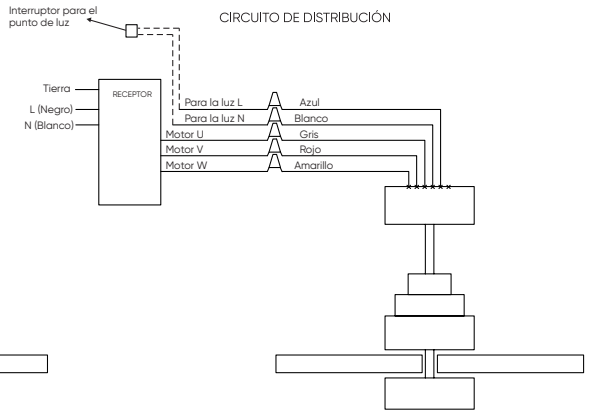 Interruptor para el
punto de luz
CIRCUITO DE DISTRIBUCIÓN
Tierra
L (Negro)
N (Blanco)
RECEPTOR
Para la luz L Azul
Para la luz N Blanco
Motor U Gris
Motor V Rojo
Motor W Amarillo